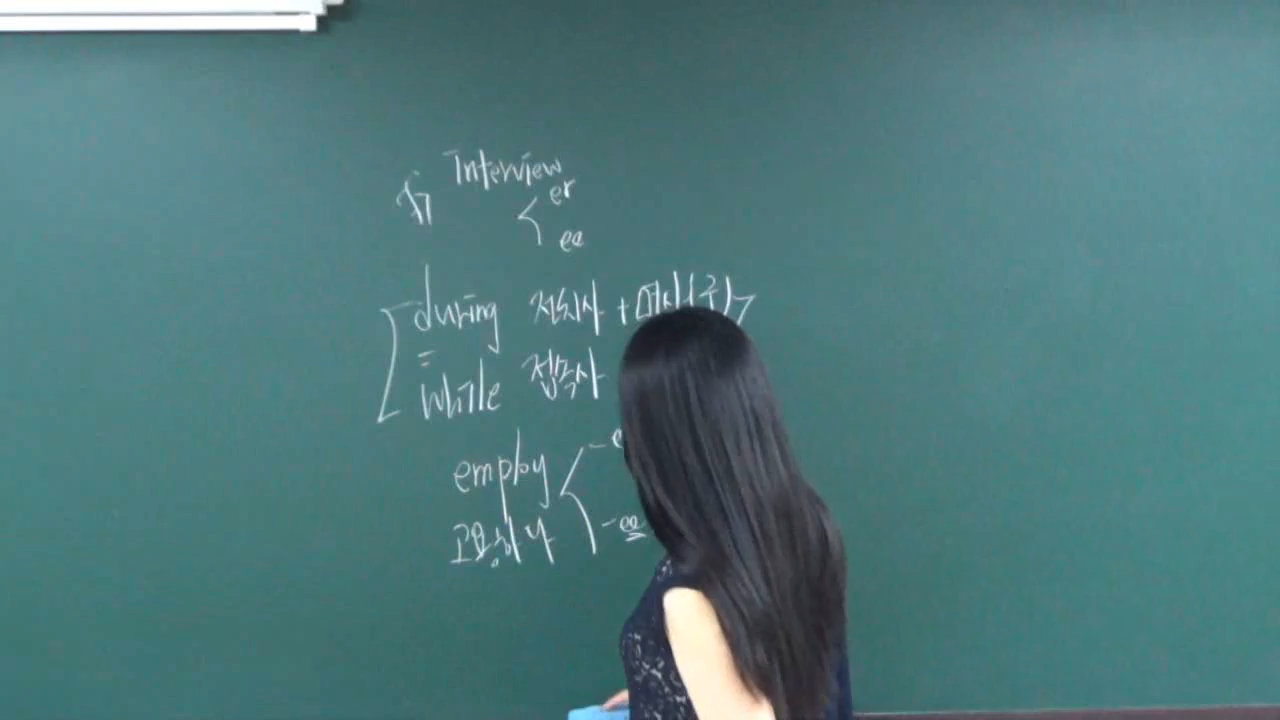 Interview
er
ee
during 전치사 + 명사(구)
=
while 접속사
employ
-ee
고용하다